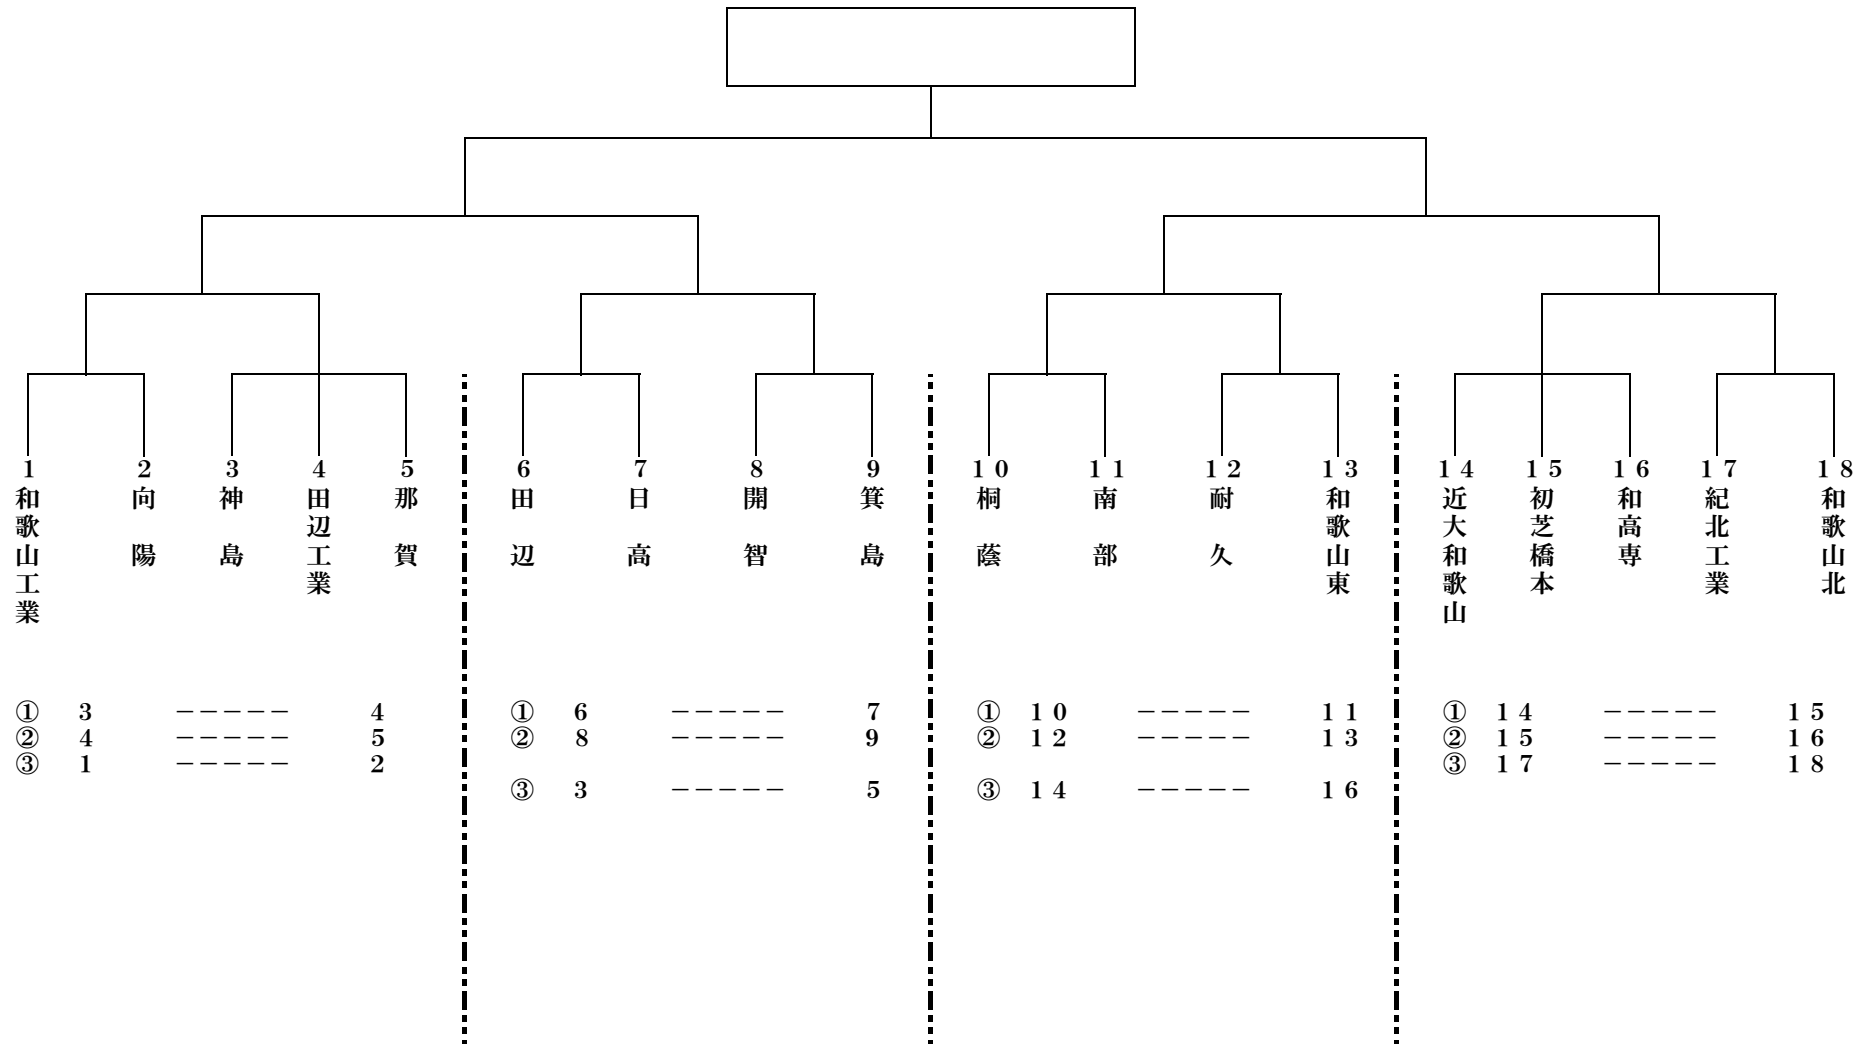 1 2 3 4 5 6 7 8 9 10 11 12 13 14 15 16 17 18
和歌山工業
向陽
神島
田辺工業
那賀
田辺
日高
開智
箕島
桐蔭
南部
耐久
和歌山東
近大和歌山
初芝橋本
和高専
紀北工業
和歌山北
① 3 －－－－－ 4
② 4 －－－－－ 5
③ 1 －－－－－ 2
① 6 －－－－－ 7
② 8 －－－－－ 9
③ 3 －－－－－ 5
① 10 －－－－－ 11
② 12 －－－－－ 13
③ 14 －－－－－ 16
① 14 －－－－－ 15
② 15 －－－－－ 16
③ 17 －－－－－ 18